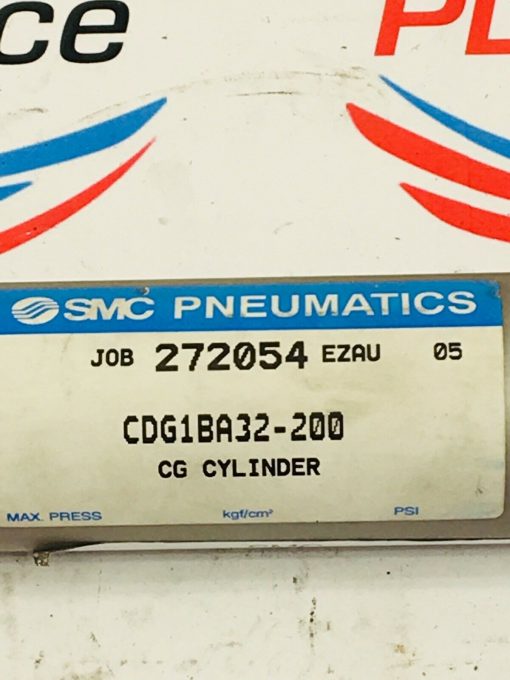 ce PL
SMC PNEUMATICS
JOB 272054 EZAU 05
CDG1BA32-200
CG CYLINDER
MAX. PRESS kgf/cm² PSI